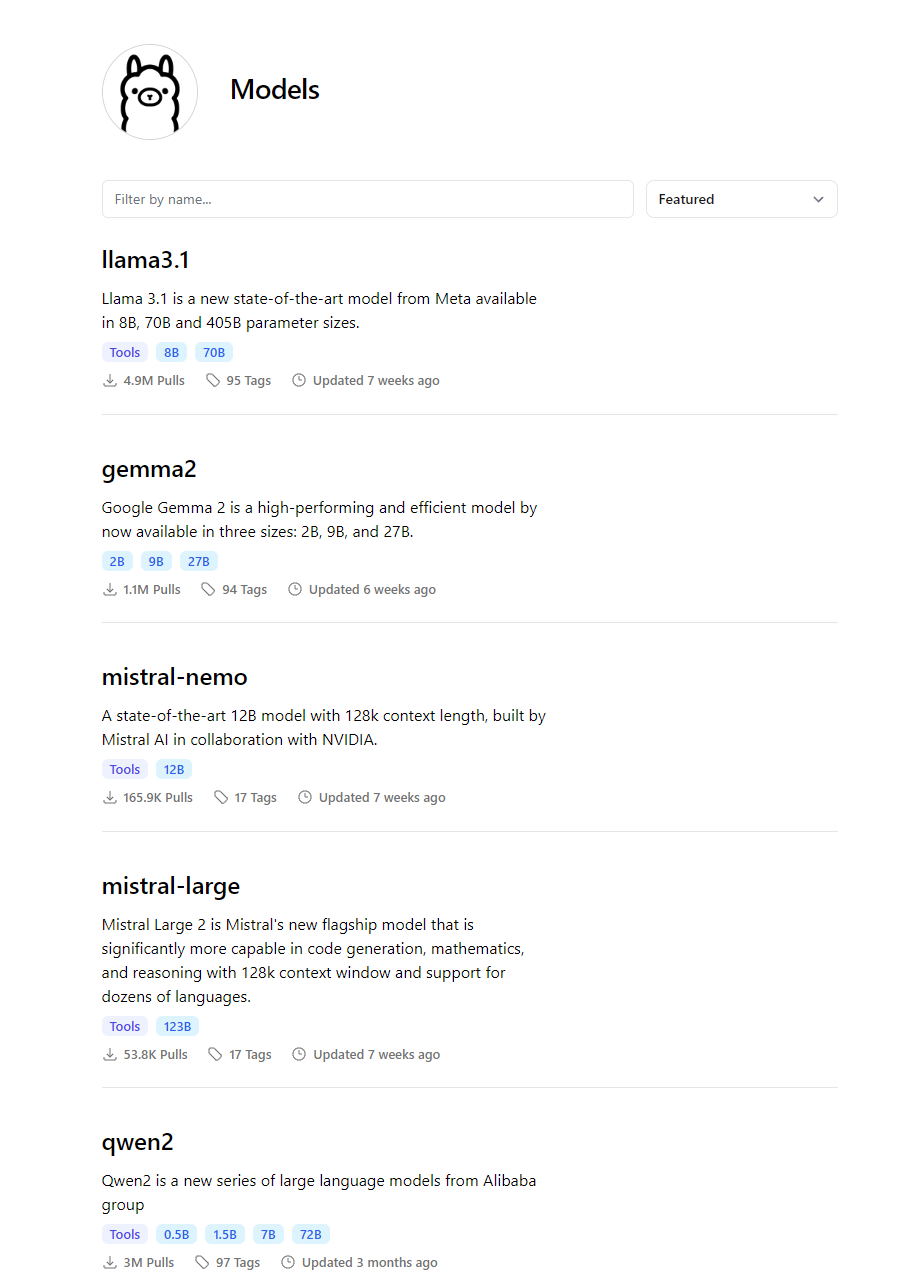 Models
Filter by name...
Featured
llama3.1
Llama 3.1 is a new state-of-the-art model from Meta available
in 8B, 70B and 405B parameter sizes.
Tools 8B 70B
4.9M Pulls 95 Tags Updated 7 weeks ago
gemma2
Google Gemma 2 is a high-performing and efficient model by
now available in three sizes: 2B, 9B, and 27B.
2B 9B 27B
1.1M Pulls 94 Tags Updated 6 weeks ago
mistral-nemo
A state-of-the-art 12B model with 128k context length, built by
Mistral AI in collaboration with NVIDIA.
Tools 12B
165.9K Pulls 17 Tags Updated 7 weeks ago
mistral-large
Mistral Large 2 is Mistral's new flagship model that is
significantly more capable in code generation, mathematics,
and reasoning with 128k context window and support for
dozens of languages.
Tools 123B
53.8K Pulls 17 Tags Updated 7 weeks ago
qwen2
Qwen2 is a new series of large language models from Alibaba
group
Tools 0.5B 1.5B 7B 72B
3M Pulls 97 Tags Updated 3 months ago